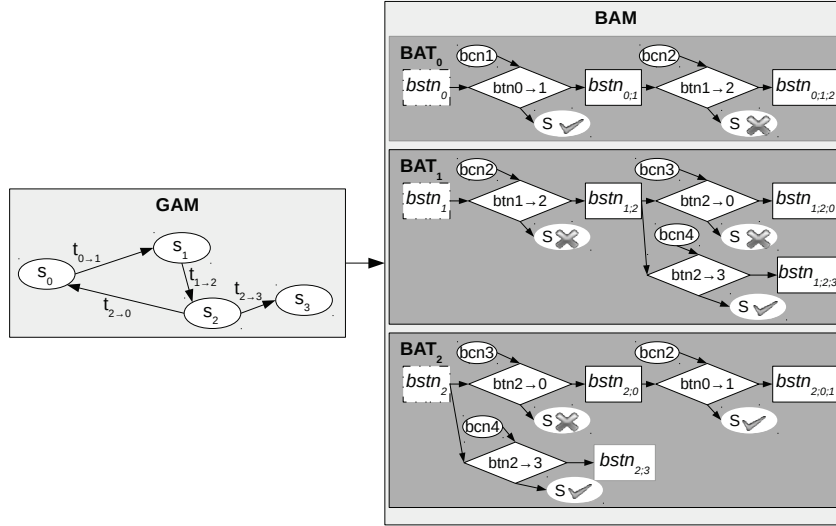 BAM
BAT0
bcn1
bcn2
bstn0
btn0→1
bstn0;1
btn1→2
bstn0;1;2
S
S
BAT1
bcn2
bcn3
bstn1
btn1→2
bstn1;2
btn2→0
bstn1;2;0
S
S
bcn4
btn2→3
bstn1;2;3
S
GAM
s0
t0→1
s1
t1→2
t2→0
s2
t2→3
s3
BAT2
bcn3
bcn2
bstn2
btn2→0
bstn2;0
btn0→1
bstn2;0;1
S
S
bcn4
btn2→3
bstn2;3
S